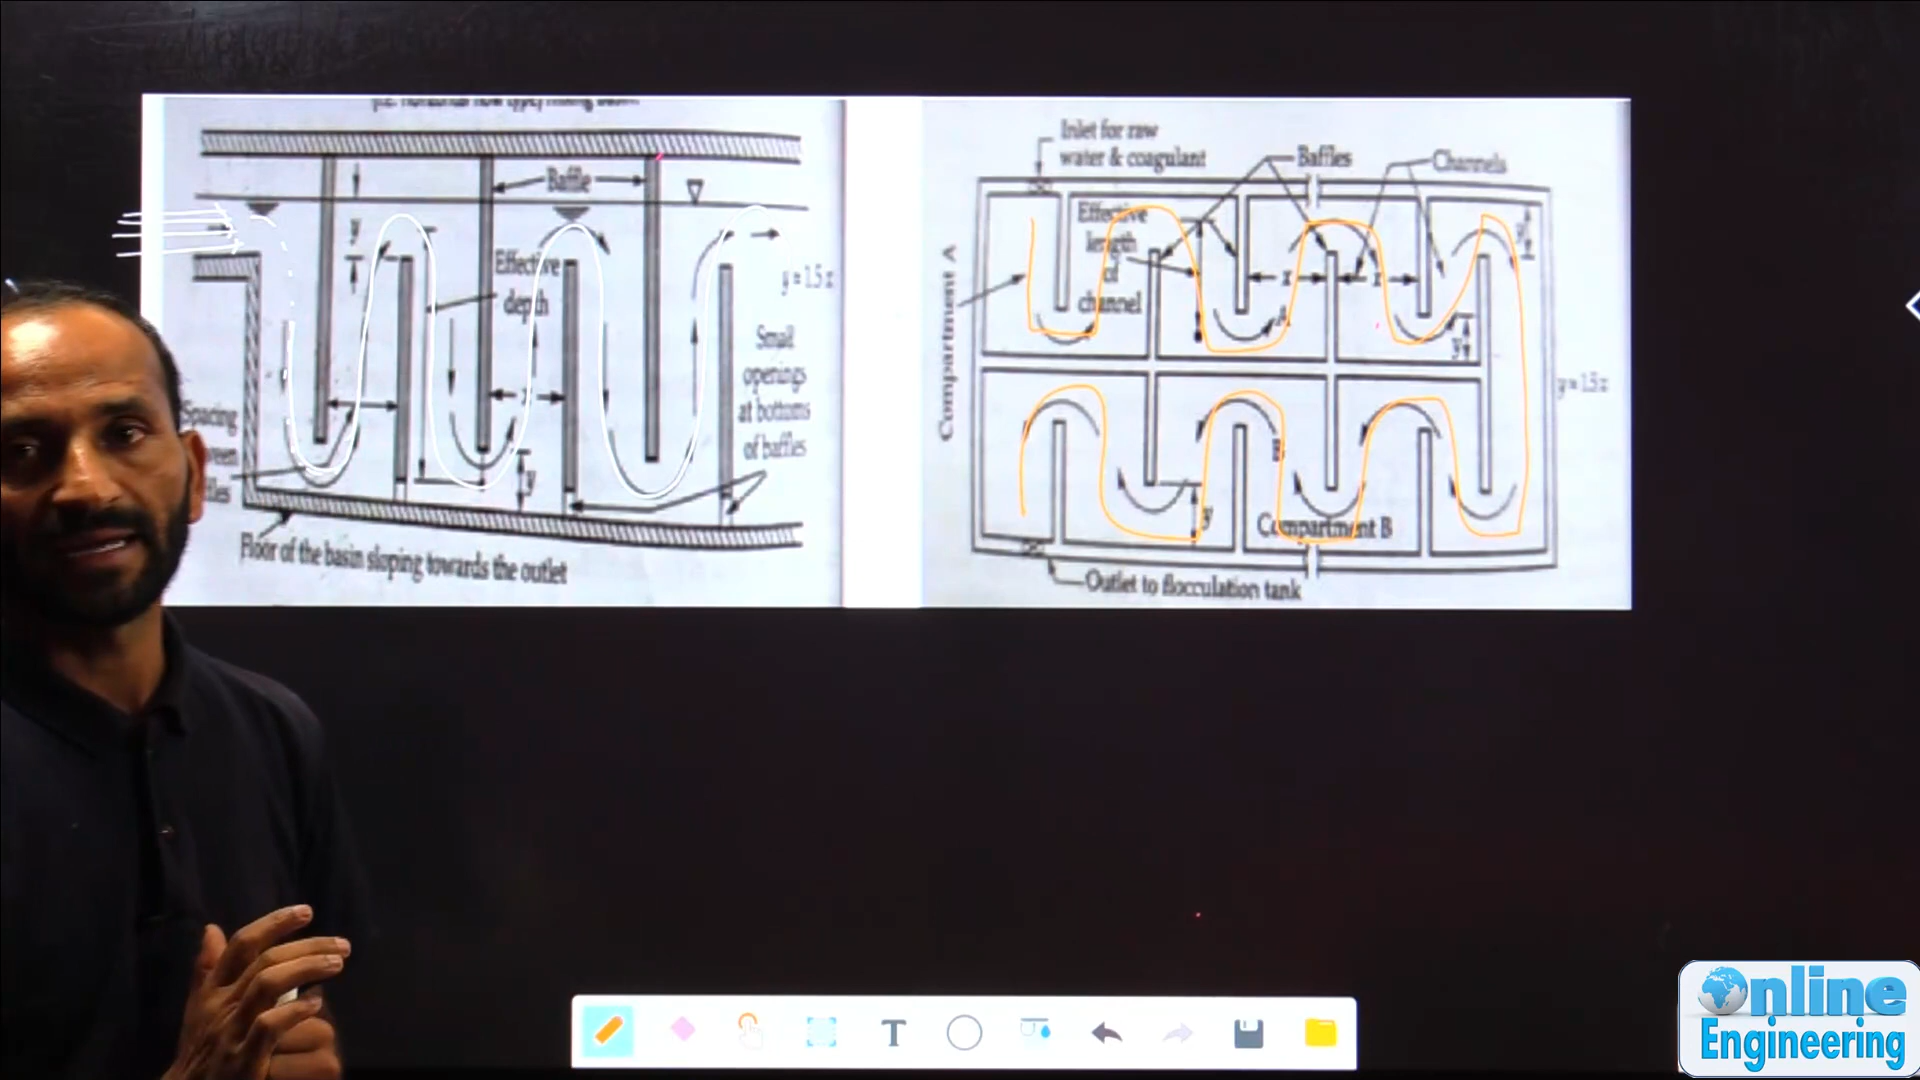 Baffle
y
Effective
depth
y = 1.5 z
Small
openings
at bottoms
of baffles
Spacing
y
Floor of the basin sloping towards the outlet
Inlet for raw
water & coagulant
Baffles
Channels
Effective
length
of
channel
Compartment A
z
z
A
y
y
y = 1.5 z
B
y
Compartment B
Outlet to flocculation tank
T
Online
Engineering